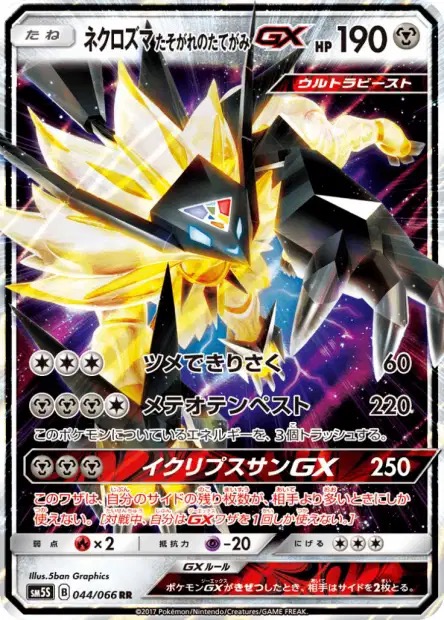 たね ネクロズマ たそがれのたてがみ GX HP 190
ウルトラビースト
ツメできりさく 60
メテオテンペスト 220
このポケモンについているエネルギーを、3個トラッシュする。
イクリプスサンGX 250
このワザは、自分のサイドの残り枚数が、相手より多いときにしか
使えない。[対戦中、自分はGXワザを1回しか使えない。]
弱点 ×2 抵抗力 -20 にげる
Illus.5ban Graphics
GXルール
SM5S B 044/066 RR
ポケモンGXがきぜつしたとき、相手はサイドを2枚とる。
©2017 Pokémon/Nintendo/Creatures/GAME FREAK.